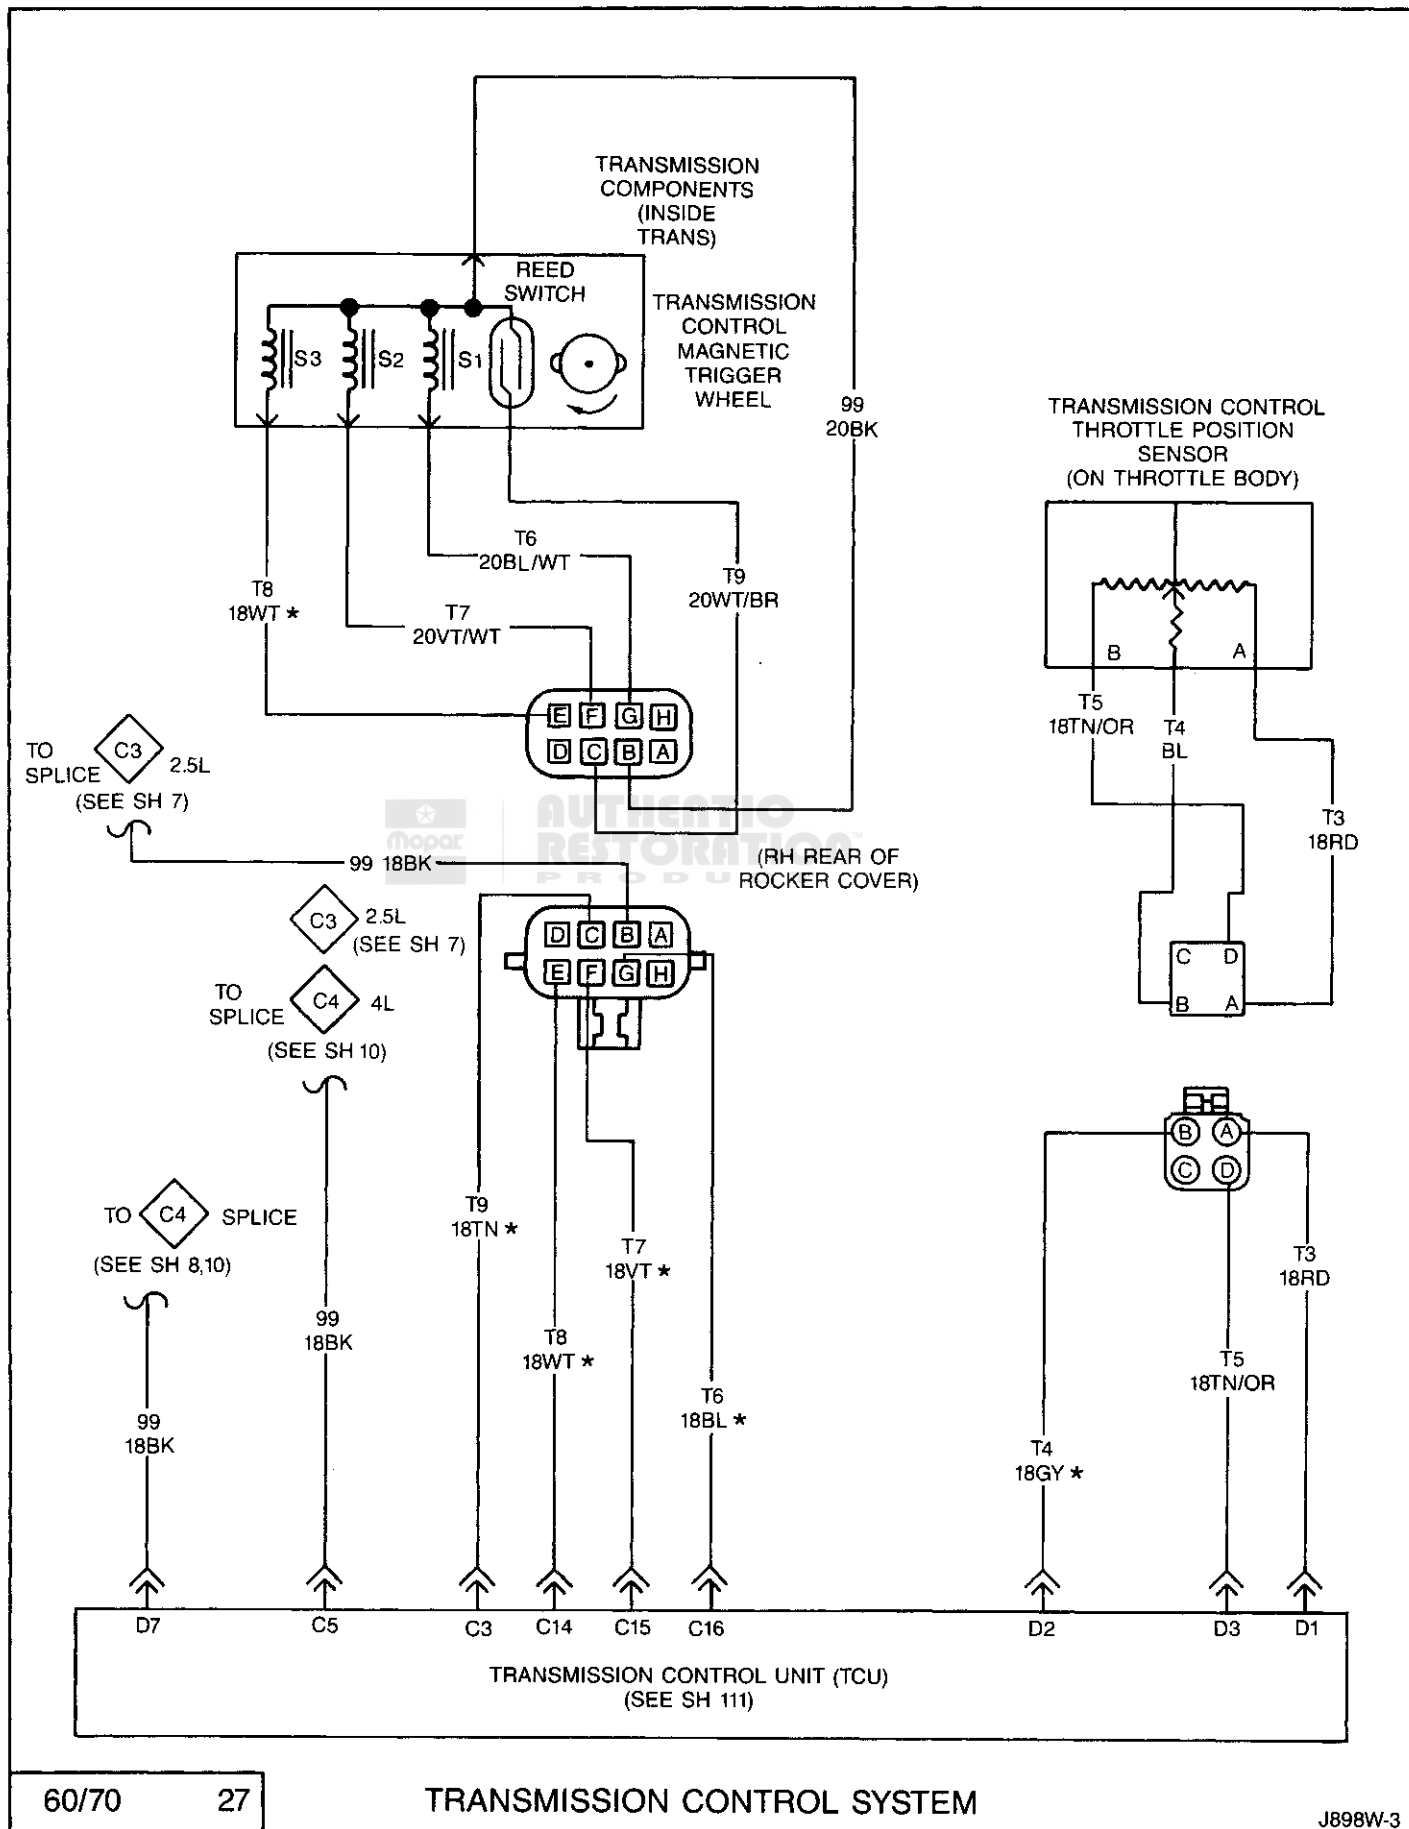 TRANSMISSION
COMPONENTS
(INSIDE
TRANS)
REED
SWITCH
S3
S2
S1
TRANSMISSION
CONTROL
MAGNETIC
TRIGGER
WHEEL
99
20BK
TRANSMISSION CONTROL
THROTTLE POSITION
SENSOR
(ON THROTTLE BODY)
T6
20BL/WT
T9
20WT/BR
T8
18WT *
T7
20VT/WT
B
A
T5
18TN/OR
T4
BL
E F G H
D C B A
TO
SPLICE
C3
2.5L
(SEE SH 7)
T3
18RD
Mopar
AUTHENTIC
RESTORATION™
PRODU
99 18BK
(RH REAR OF
ROCKER COVER)
C3
2.5L
(SEE SH 7)
D C B A
E F G H
C D
B A
TO
SPLICE
C4
4L
(SEE SH 10)
B A
C D
TO C4 SPLICE
(SEE SH 8,10)
T9
18TN *
T7
18VT *
T3
18RD
99
18BK
T8
18WT *
T5
18TN/OR
T6
18BL *
99
18BK
T4
18GY *
D7 C5 C3 C14 C15 C16 D2 D3 D1
TRANSMISSION CONTROL UNIT (TCU)
(SEE SH 111)
60/70 27
TRANSMISSION CONTROL SYSTEM
J898W-3